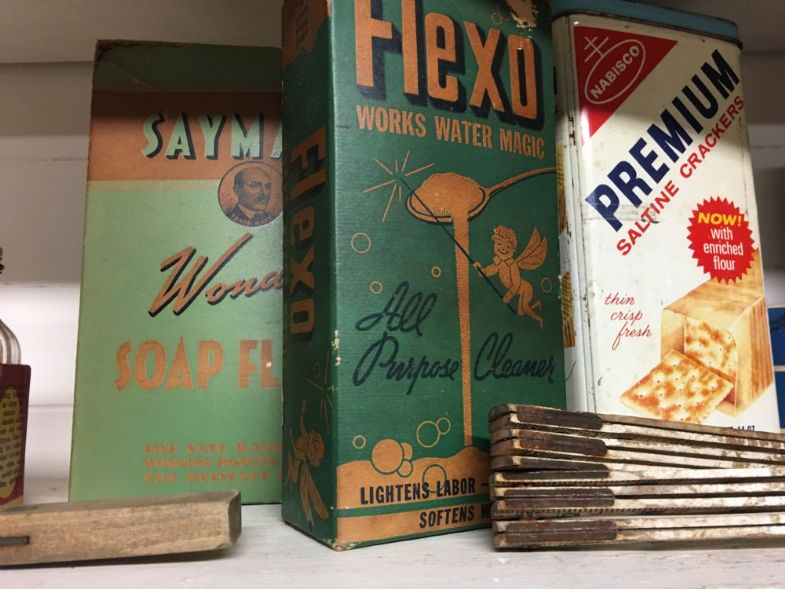 SAYMA
Wond
SOAP FL
Flexo
WORKS WATER MAGIC
All
Purpose Cleaner
LIGHTENS LABOR –
SOFTENS W
Flexo
NABISCO
PREMIUM
SALTINE CRACKERS
NOW!
with
enriched
flour
thin
crisp
fresh